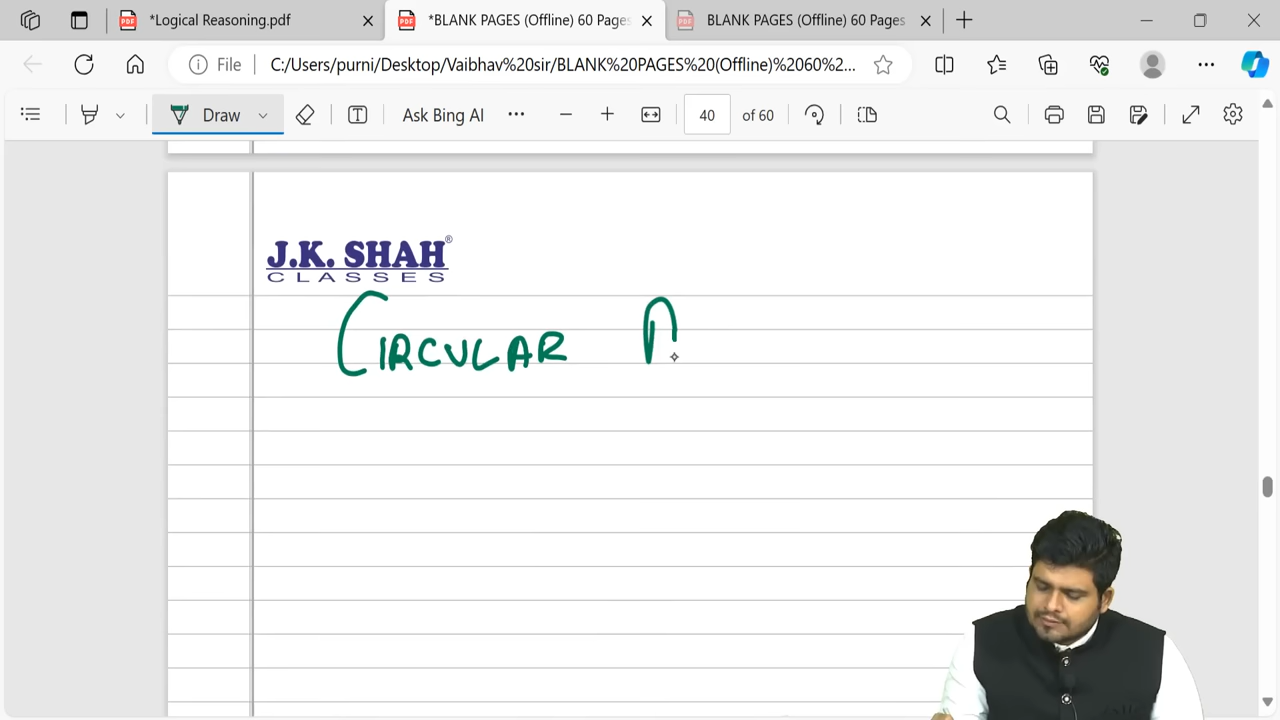 *Logical Reasoning.pdf
*BLANK PAGES (Offline) 60 Pages
BLANK PAGES (Offline) 60 Pages
File
C:/Users/purni/Desktop/Vaibhav%20sir/BLANK%20PAGES%20(Offline)%2060%2...
Draw
Ask Bing AI
40 of 60
J.K. SHAH®
CLASSES
CIRCULAR